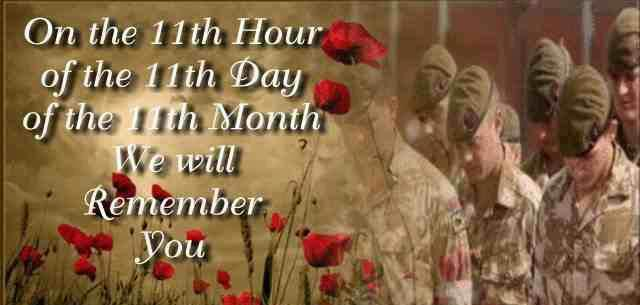 On the 11th Hour
of the 11th Day
of the 11th Month
We will
Remember
You